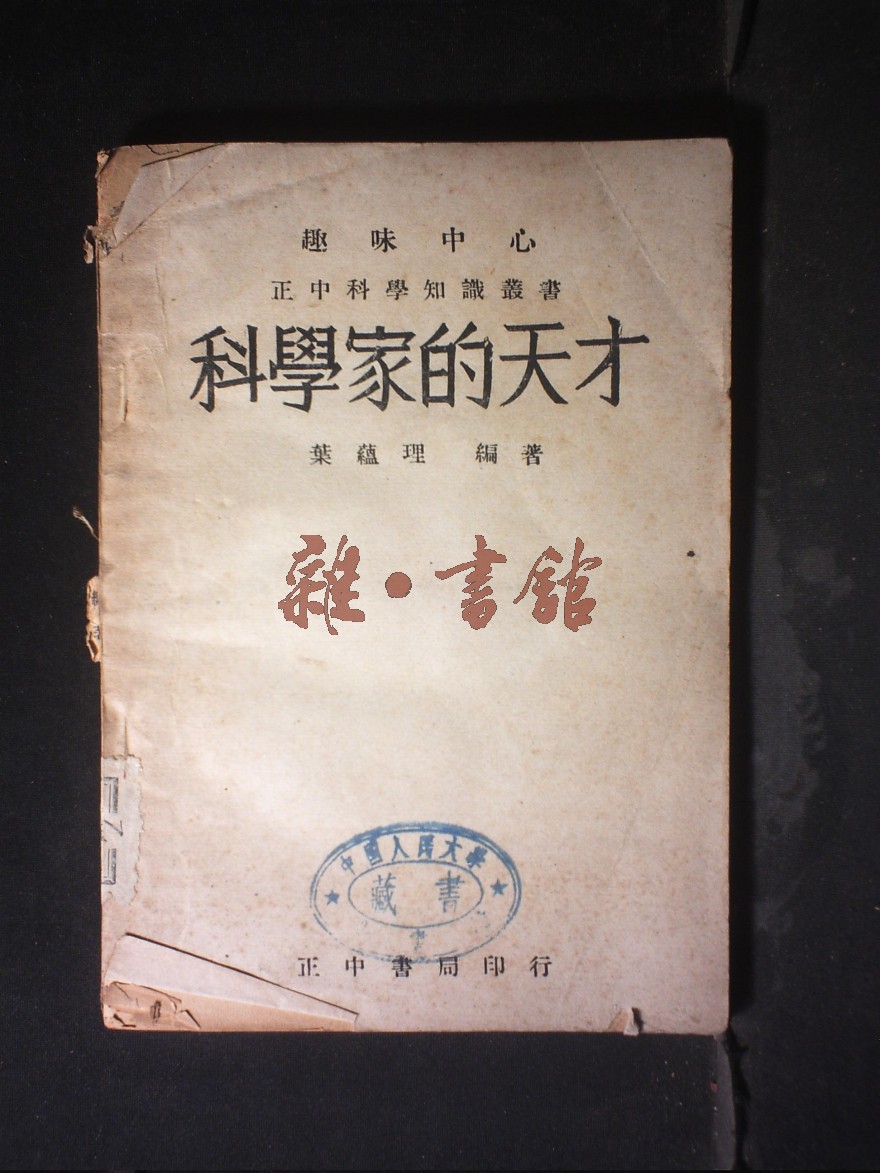 趣味中心
正中科學知識叢書
科學家的天才
葉蘊理 編著
雜·書館
中國人民大學
藏書
正中書局印行